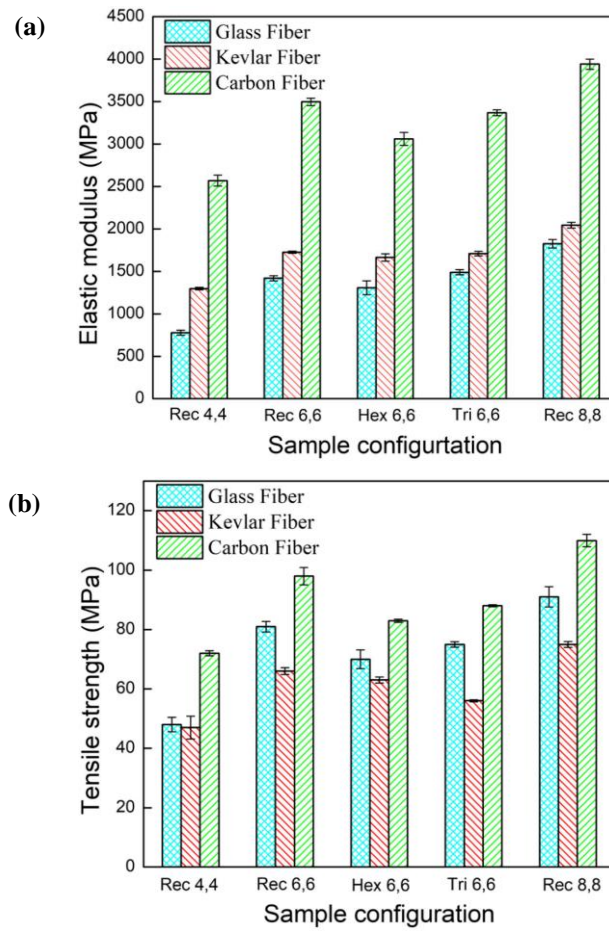 (a)
Glass Fiber
Kevlar Fiber
Carbon Fiber
Elastic modulus (MPa)
4500
4000
3500
3000
2500
2000
1500
1000
500
0
Rec 4,4 Rec 6,6 Hex 6,6 Tri 6,6 Rec 8,8
Sample configurtation
(b)
Glass Fiber
Kevlar Fiber
Carbon Fiber
Tensile strength (MPa)
120
100
80
60
40
20
0
Rec 4,4 Rec 6,6 Hex 6,6 Tri 6,6 Rec 8,8
Sample configuration